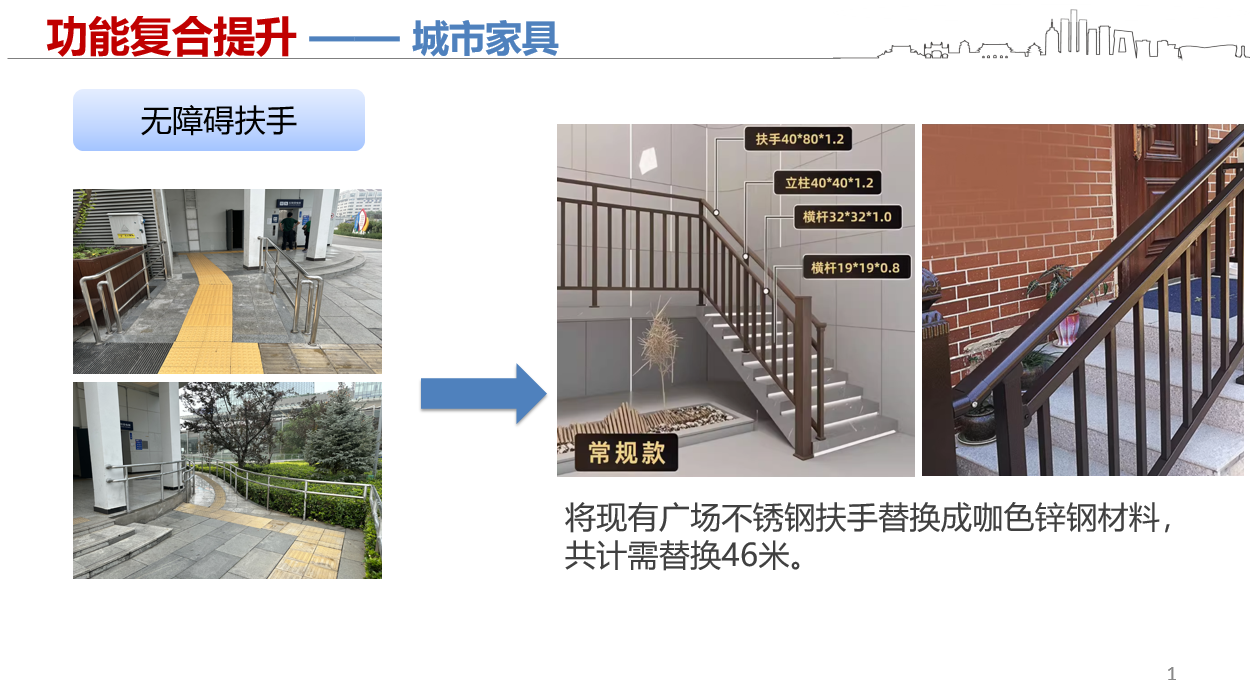 功能复合提升 —— 城市家具
无障碍扶手
扶手40*80*1.2
立柱40*40*1.2
横杆32*32*1.0
横杆19*19*0.8
常规款
将现有广场不锈钢扶手替换成咖色锌钢材料，
共计需替换46米。
1